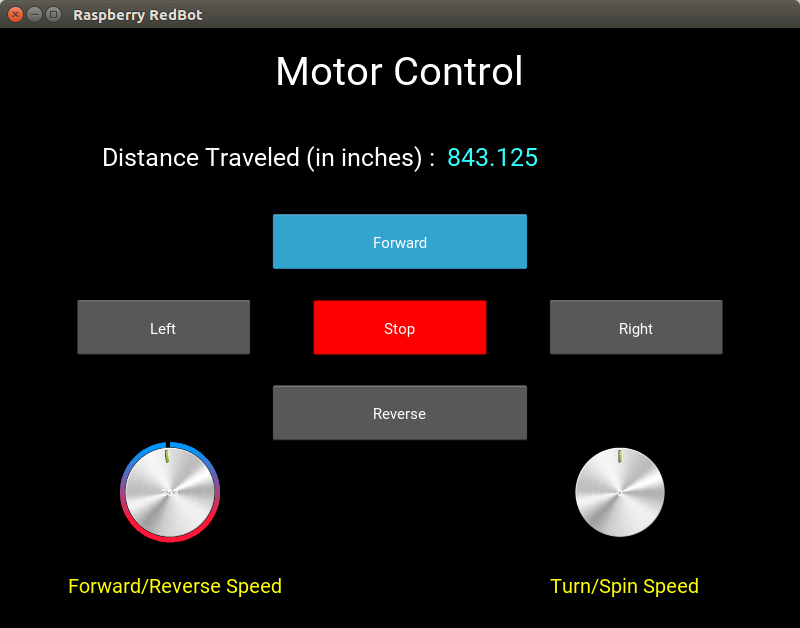 Raspberry RedBot
Motor Control
Distance Traveled (in inches) : 843.125
Forward
Left Stop Right
Reverse
Forward/Reverse Speed Turn/Spin Speed